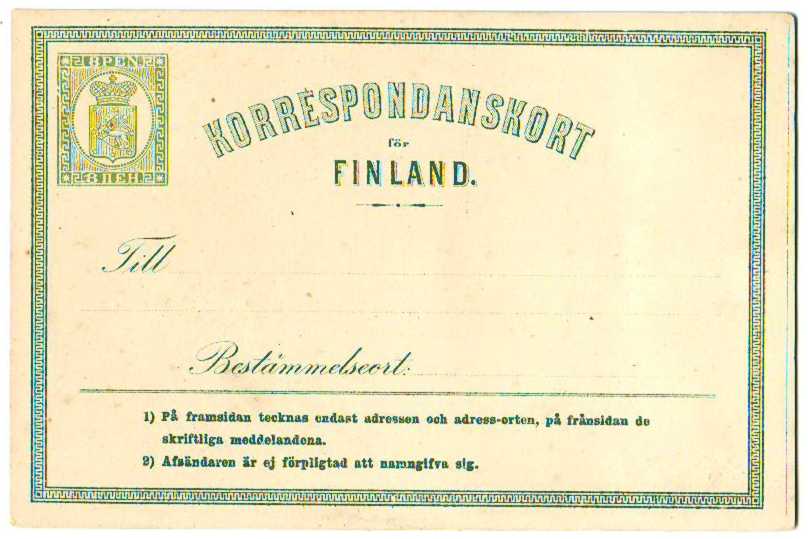 8 PEN.
8 ПЕН.
KORRESPONDANSKORT
för
FINLAND.
Till
Bestämmelseort:
1) På framsidan tecknas endast adressen och adress-orten, på frånsidan de
skriftliga meddelandena.
2) Afsändaren är ej förpligtad att namngifva sig.